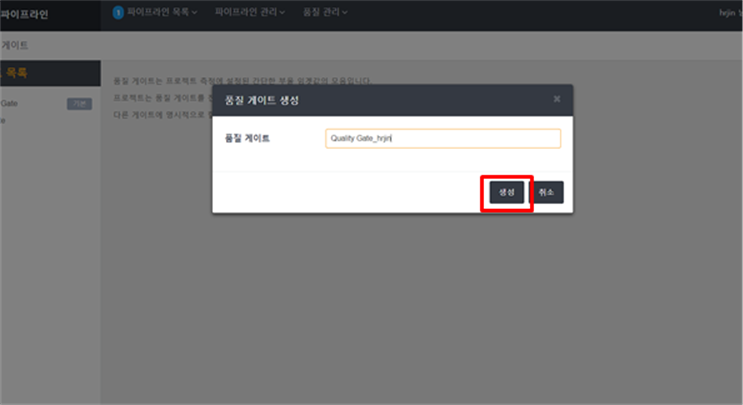 파이프라인
1 파이프라인 목록 파이프라인 관리 품질 관리 hrjin
게이트
목록
품질 게이트는 프로젝트 측정에 설정된 간단한 부울 임곗값의 모음입니다.
Gate 기본
프로젝트는 품질 게이트를
다른 게이트에 명시적으로
품질 게이트 생성 ×
품질 게이트 Quality Gate_hrjin
생성 취소